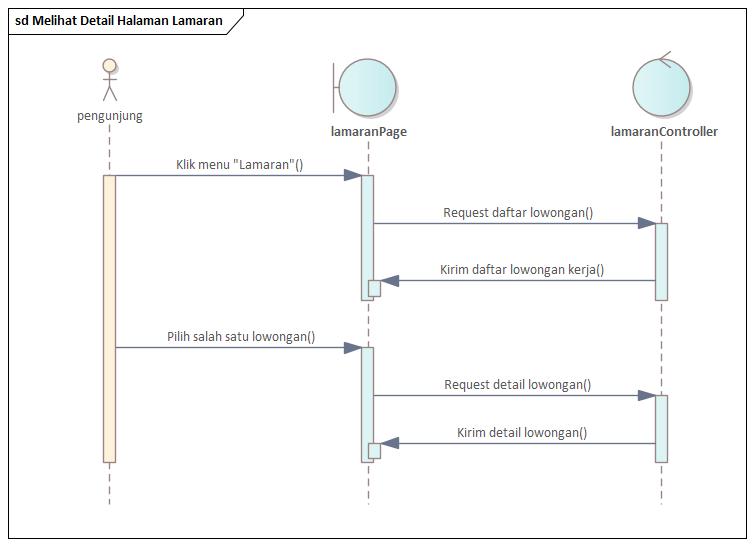 sd Melihat Detail Halaman Lamaran
pengunjung
lamaranPage
lamaranController
Klik menu "Lamaran"()
Request daftar lowongan()
Kirim daftar lowongan kerja()
Pilih salah satu lowongan()
Request detail lowongan()
Kirim detail lowongan()